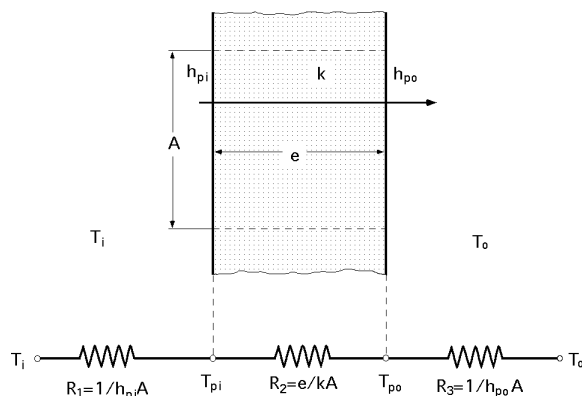 h_pi k h_po
A
e
T_i T_o
T_i T_pi T_po T_o
R_1=1/h_pi A R_2=e/kA R_3=1/h_po A